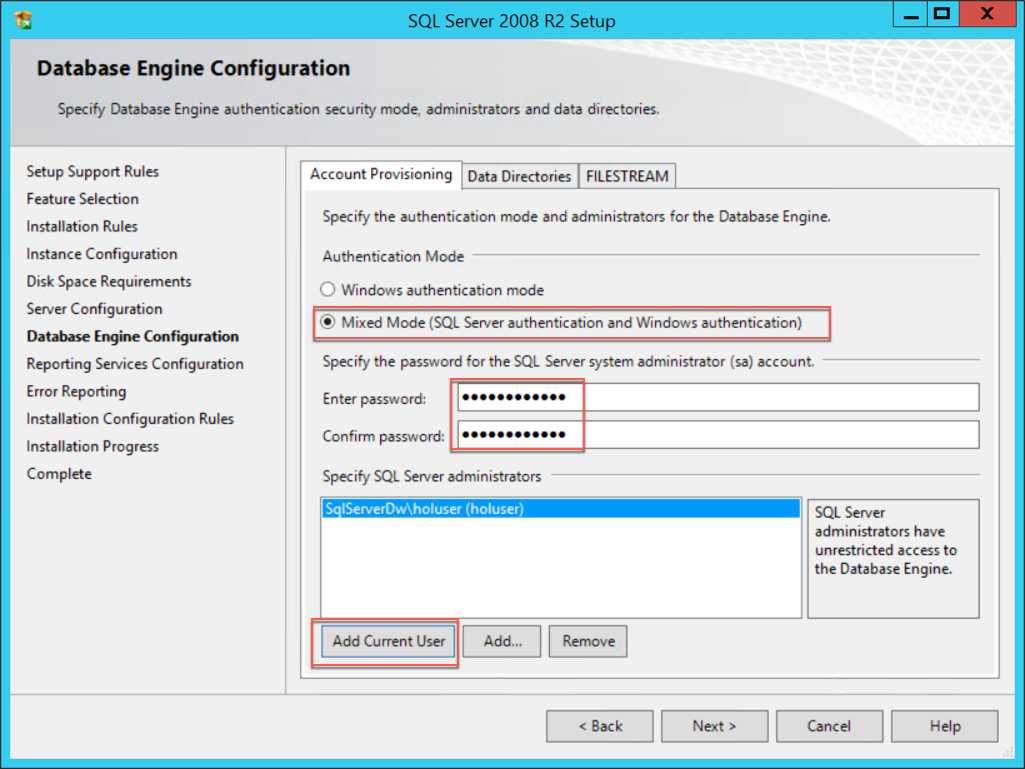 SQL Server 2008 R2 Setup
Database Engine Configuration
Specify Database Engine authentication security mode, administrators and data directories.
Setup Support Rules
Feature Selection
Installation Rules
Instance Configuration
Disk Space Requirements
Server Configuration
Database Engine Configuration
Reporting Services Configuration
Error Reporting
Installation Configuration Rules
Installation Progress
Complete
Account Provisioning Data Directories FILESTREAM
Specify the authentication mode and administrators for the Database Engine.
Authentication Mode
Windows authentication mode
Mixed Mode (SQL Server authentication and Windows authentication)
Specify the password for the SQL Server system administrator (sa) account.
Enter password: ●●●●●●●●●●●●
Confirm password: ●●●●●●●●●●●●
Specify SQL Server administrators
SqlServerDw\holuser (holuser)
SQL Server
administrators have
unrestricted access to
the Database Engine.
Add Current User Add... Remove
< Back Next > Cancel Help